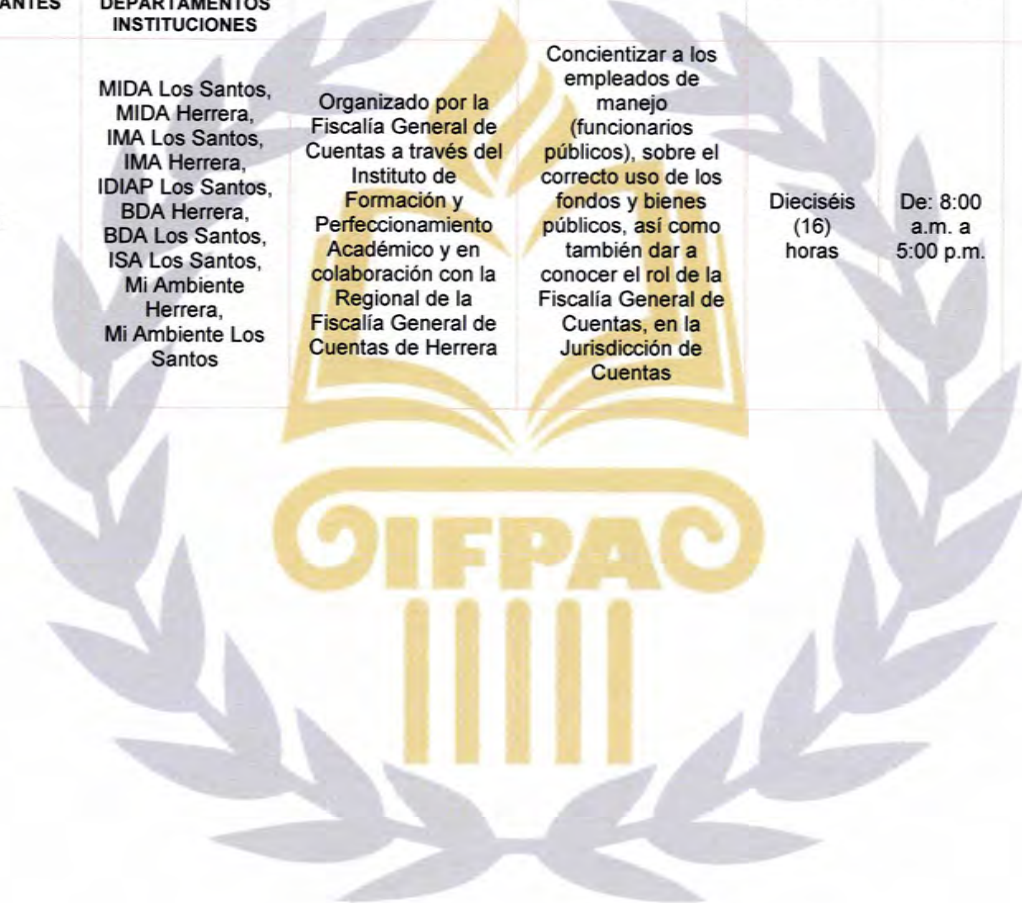 DEPARTAMENTOS
INSTITUCIONES
MIDA Los Santos,
MIDA Herrera,
IMA Los Santos,
IMA Herrera,
IDIAP Los Santos,
BDA Herrera,
BDA Los Santos,
ISA Los Santos,
Mi Ambiente
Herrera,
Mi Ambiente Los
Santos
Organizado por la
Fiscalía General de
Cuentas a través del
Instituto de
Formación y
Perfeccionamiento
Académico y en
colaboración con la
Regional de la
Fiscalía General de
Cuentas de Herrera
Concientizar a los
empleados de
manejo
(funcionarios
públicos), sobre el
correcto uso de los
fondos y bienes
públicos, así como
también dar a
conocer el rol de la
Fiscalía General de
Cuentas, en la
Jurisdicción de
Cuentas
Dieciséis
(16)
horas
De: 8:00
a.m. a
5:00 p.m.
IFPAC